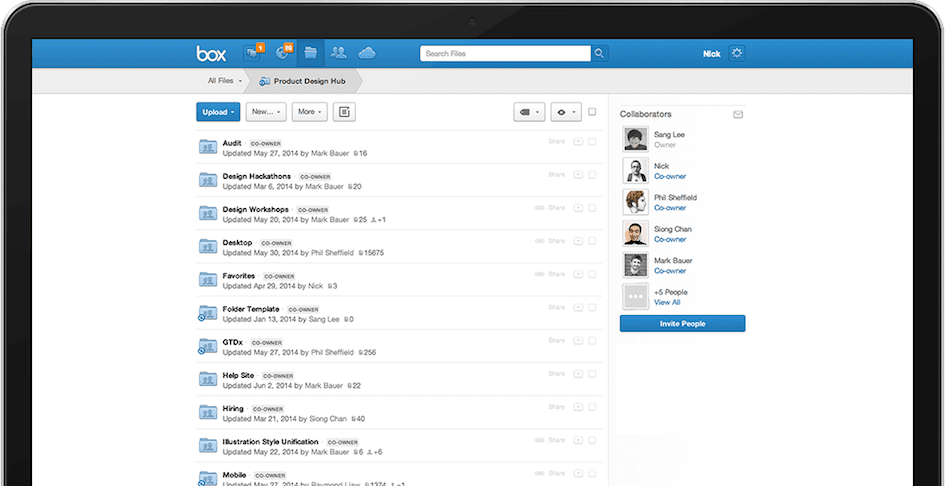 box
1
20
Search Files
Nick
All Files
Product Design Hub
Upload
New...
More
Audit CO-OWNER
Updated May 27, 2014 by Mark Bauer 16
Share
Design Hackathons CO-OWNER
Updated Mar 6, 2014 by Mark Bauer 20
Share
Design Workshops CO-OWNER
Updated May 20, 2014 by Mark Bauer 25 +1
Share
Desktop CO-OWNER
Updated May 30, 2014 by Phil Sheffield 15675
Share
Favorites CO-OWNER
Updated Apr 29, 2014 by Nick 3
Share
Folder Template CO-OWNER
Updated Jan 13, 2014 by Sang Lee 0
Share
GTDx CO-OWNER
Updated May 27, 2014 by Phil Sheffield 256
Share
Help Site CO-OWNER
Updated Jun 2, 2014 by Mark Bauer 22
Share
Hiring CO-OWNER
Updated Mar 21, 2014 by Siong Chan 40
Share
Illustration Style Unification CO-OWNER
Updated May 22, 2014 by Mark Bauer 6 +6
Share
Mobile CO-OWNER
Updated May 27, 2014 by Raymond Liaw 1374 +1
Share
Collaborators
Sang Lee
Owner
Nick
Co-owner
Phil Sheffield
Co-owner
Siong Chan
Co-owner
Mark Bauer
Co-owner
+5 People
View All
Invite People